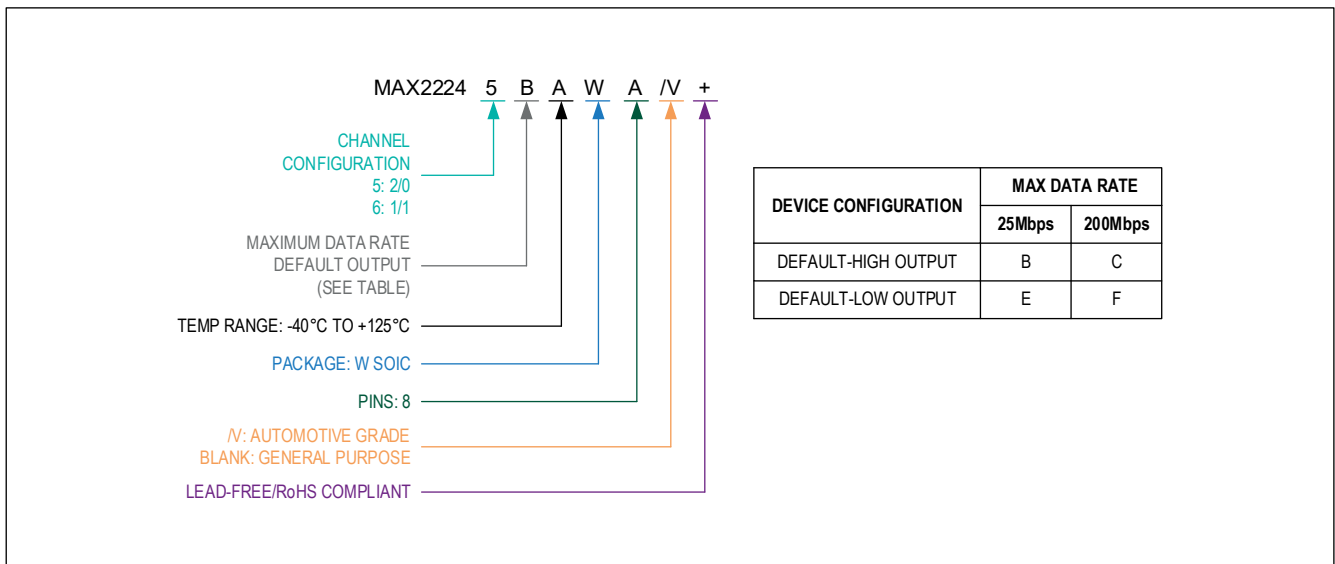 MAX2224 5 B A W A /V +
CHANNEL
CONFIGURATION
5: 2/0
6: 1/1
MAXIMUM DATA RATE
DEFAULT OUTPUT
(SEE TABLE)
TEMP RANGE: -40°C TO +125°C
PACKAGE: W SOIC
PINS: 8
/V: AUTOMOTIVE GRADE
BLANK: GENERAL PURPOSE
LEAD-FREE/RoHS COMPLIANT
DEVICE CONFIGURATION
MAX DATA RATE
25Mbps 200Mbps
DEFAULT-HIGH OUTPUT B C
DEFAULT-LOW OUTPUT E F